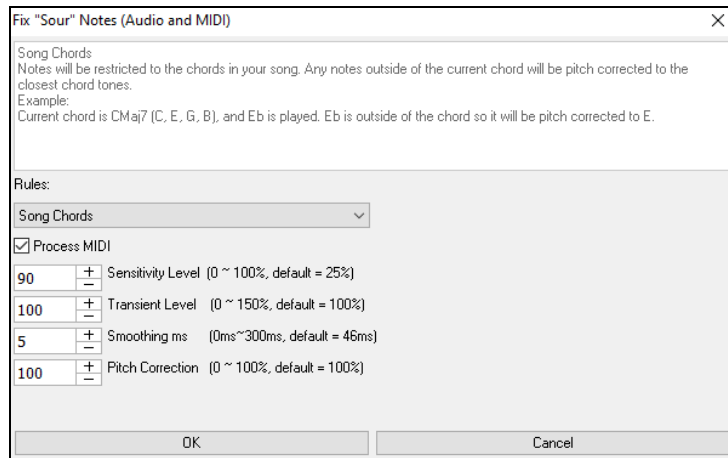 Fix "Sour" Notes (Audio and MIDI)
Song Chords
Notes will be restricted to the chords in your song. Any notes outside of the current chord will be pitch corrected to the
closest chord tones.
Example:
Current chord is CMaj7 (C, E, G, B), and Eb is played. Eb is outside of the chord so it will be pitch corrected to E.
Rules:
Song Chords
Process MIDI
90 Sensitivity Level (0 ~ 100%, default = 25%)
100 Transient Level (0 ~ 150%, default = 100%)
5 Smoothing ms (0ms~300ms, default = 46ms)
100 Pitch Correction (0 ~ 100%, default = 100%)
OK Cancel